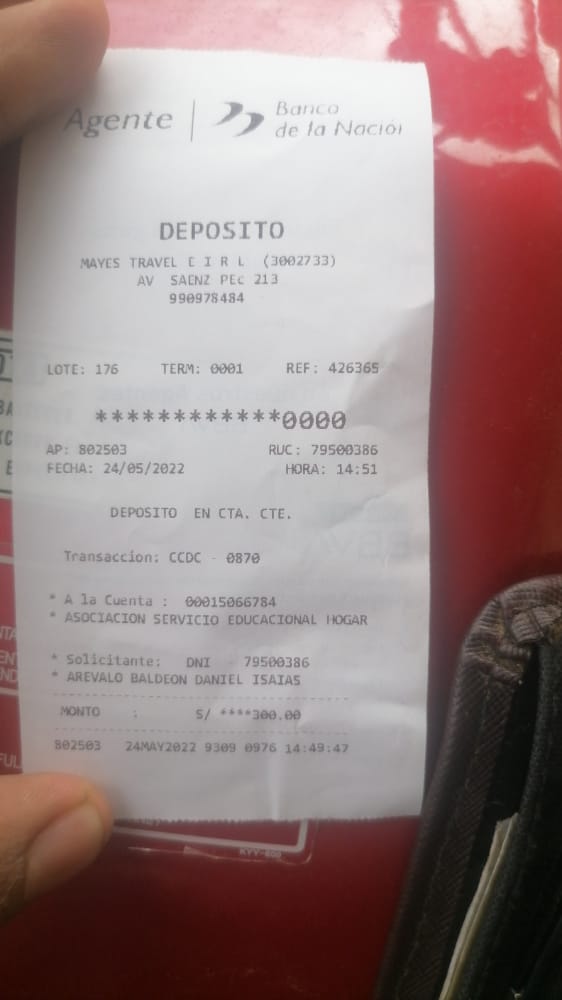 Agente | Banco
de la Nación
DEPOSITO
MAYES TRAVEL E I R L (3002733)
AV SAENZ PEc 213
990978484
LOTE: 176 TERM: 0001 REF: 426365
************0000
AP: 802503 RUC: 79500386
FECHA: 24/05/2022 HORA: 14:51
DEPOSITO EN CTA. CTE.
Transaccion: CCDC - 0870
* A la Cuenta : 00015066784
* ASOCIACION SERVICIO EDUCACIONAL HOGAR
* Solicitante: DNI - 79500386
* AREVALO BALDEON DANIEL ISAIAS
MONTO : S/ ****300.00
802503 24MAY2022 9309 0976 14:49:47